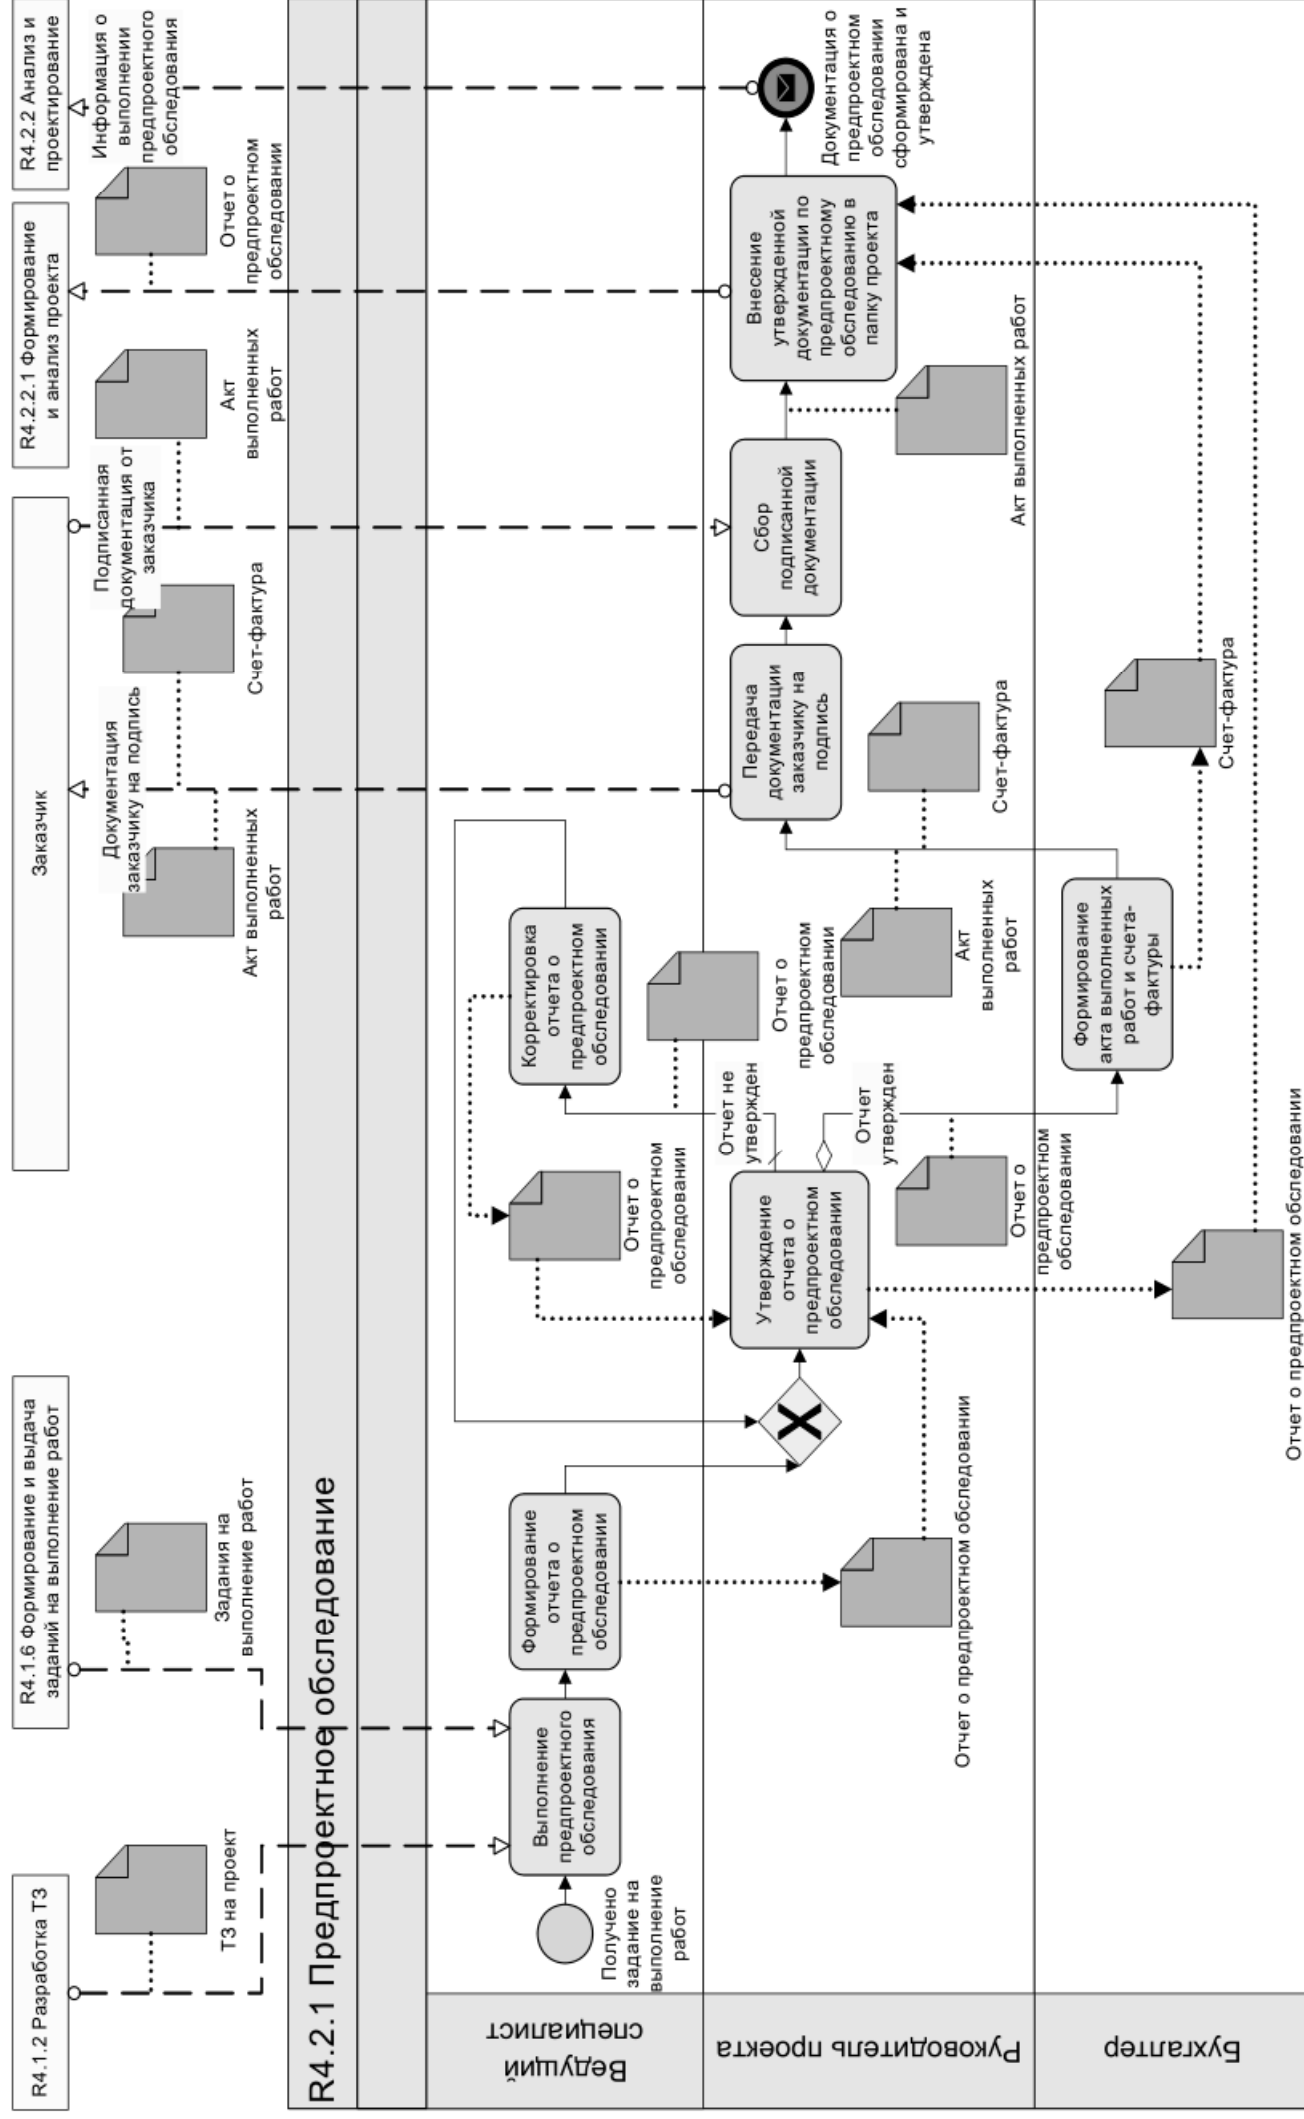 R4.1.2 Разработка ТЗ
R4.1.6 Формирование и выдача
заданий на выполнение работ
Заказчик
R4.2.2.1 Формирование
и анализ проекта
R4.2.2 Анализ и
проектирование
ТЗ на проект
Задания на
выполнение работ
Документация
заказчику на подпись
Акт выполненных
работ
Счет-фактура
Подписанная
документация от
заказчика
Акт
выполненных
работ
Отчет о
предпроектном
обследовании
Информация о
выполнении
предпроектного
обследования
R4.2.1 Предпроектное обследование
Ведущий
специалист
Получено
задание на
выполнение
работ
Выполнение
предпроектного
обследования
Формирование
отчета о
предпроектном
обследовании
Отчет о
предпроектном
обследовании
Корректировка
отчета о
предпроектном
обследовании
Отчет о
предпроектном
обследовании
Руководитель проекта
Отчет о предпроектном обследовании
Утверждение
отчета о
предпроектном
обследовании
Отчет не
утвержден
Отчет
утвержден
Отчет о
предпроектном
обследовании
Акт
выполненных
работ
Счет-фактура
Передача
документации
заказчику на
подпись
Сбор
подписанной
документации
Акт выполненных работ
Внесение
утвержденной
документации по
предпроектному
обследованию в
папку проекта
Документация о
предпроектном
обследовании
сформирована и
утверждена
Бухгалтер
Формирование
акта выполненных
работ и счета-
фактуры
Счет-фактура
Отчет о предпроектном обследовании